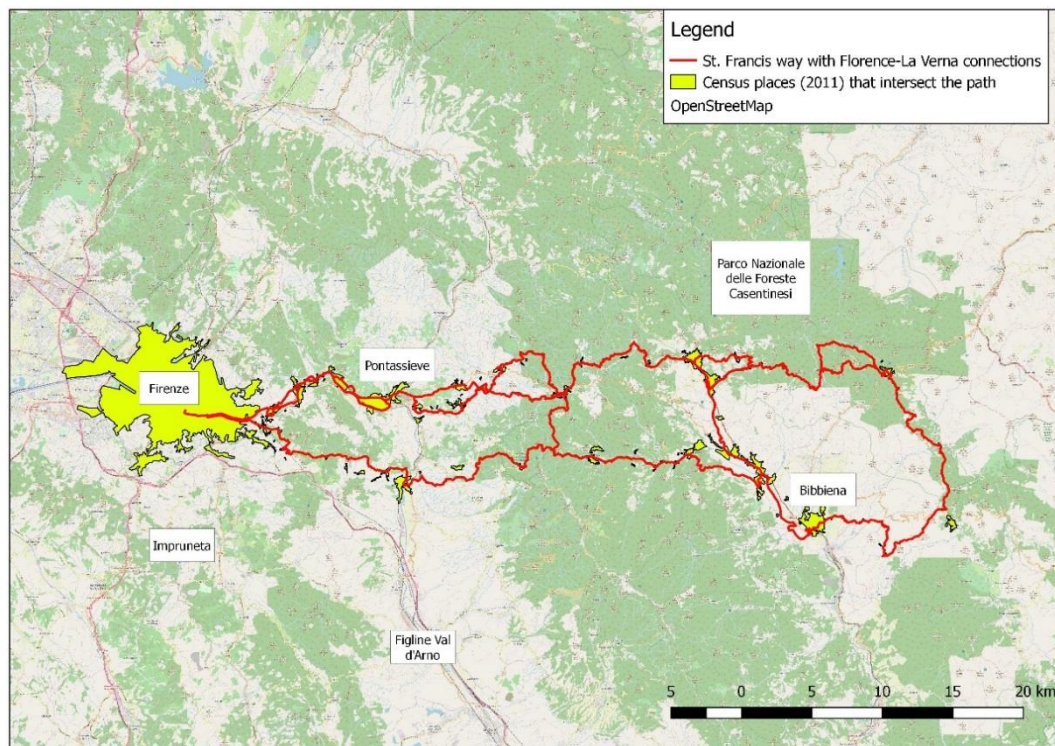 Legend
St. Francis way with Florence-La Verna connections
Census places (2011) that intersect the path
OpenStreetMap
Parco Nazionale
delle Foreste
Casentinesi
Pontassieve
Firenze
Bibbiena
Impruneta
Figline Val
d'Arno
5 0 5 10 15 20 km